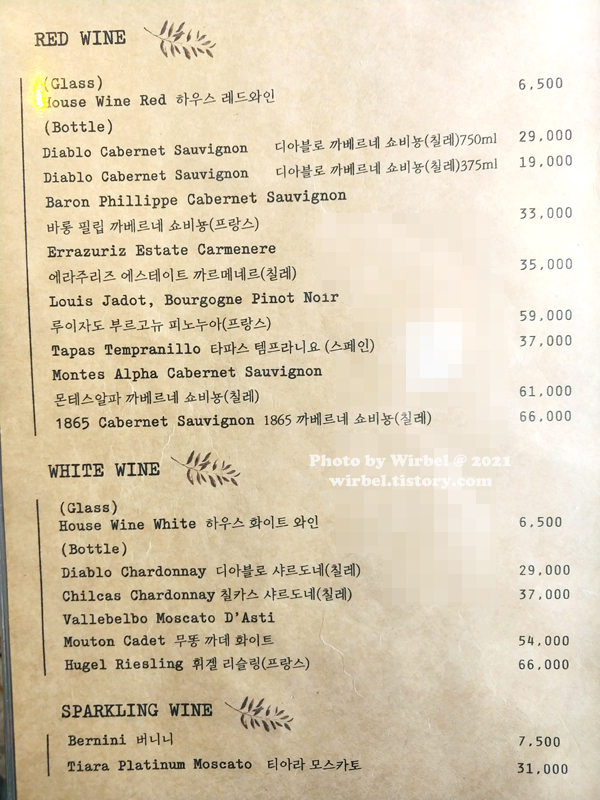 RED WINE
(Glass)
House Wine Red 하우스 레드와인 6,500
(Bottle)
Diablo Cabernet Sauvignon 디아블로 까베르네 쇼비뇽(칠레)750ml 29,000
Diablo Cabernet Sauvignon 디아블로 까베르네 쇼비뇽(칠레)375ml 19,000
Baron Phillippe Cabernet Sauvignon
바롱 필립 까베르네 쇼비뇽(프랑스) 33,000
Errazuriz Estate Carmenere
에라주리즈 에스테이트 까르메네르(칠레) 35,000
Louis Jadot, Bourgogne Pinot Noir
루이자도 부르고뉴 피노누아(프랑스) 59,000
Tapas Tempranillo 타파스 템프라니요 (스페인) 37,000
Montes Alpha Cabernet Sauvignon
몬테스알파 까베르네 쇼비뇽(칠레) 61,000
1865 Cabernet Sauvignon 1865 까베르네 쇼비뇽(칠레) 66,000
WHITE WINE
Photo by Wirbel @ 2021
wirbel.tistory.com
(Glass)
House Wine White 하우스 화이트 와인 6,500
(Bottle)
Diablo Chardonnay 디아블로 샤르도네(칠레) 29,000
Chilcas Chardonnay 칠카스 샤르도네(칠레) 37,000
Vallebelbo Moscato D'Asti
Mouton Cadet 무똥 까데 화이트 54,000
Hugel Riesling 휘겔 리슬링(프랑스) 66,000
SPARKLING WINE
Bernini 버니니 7,500
Tiara Platinum Moscato 티아라 모스카토 31,000